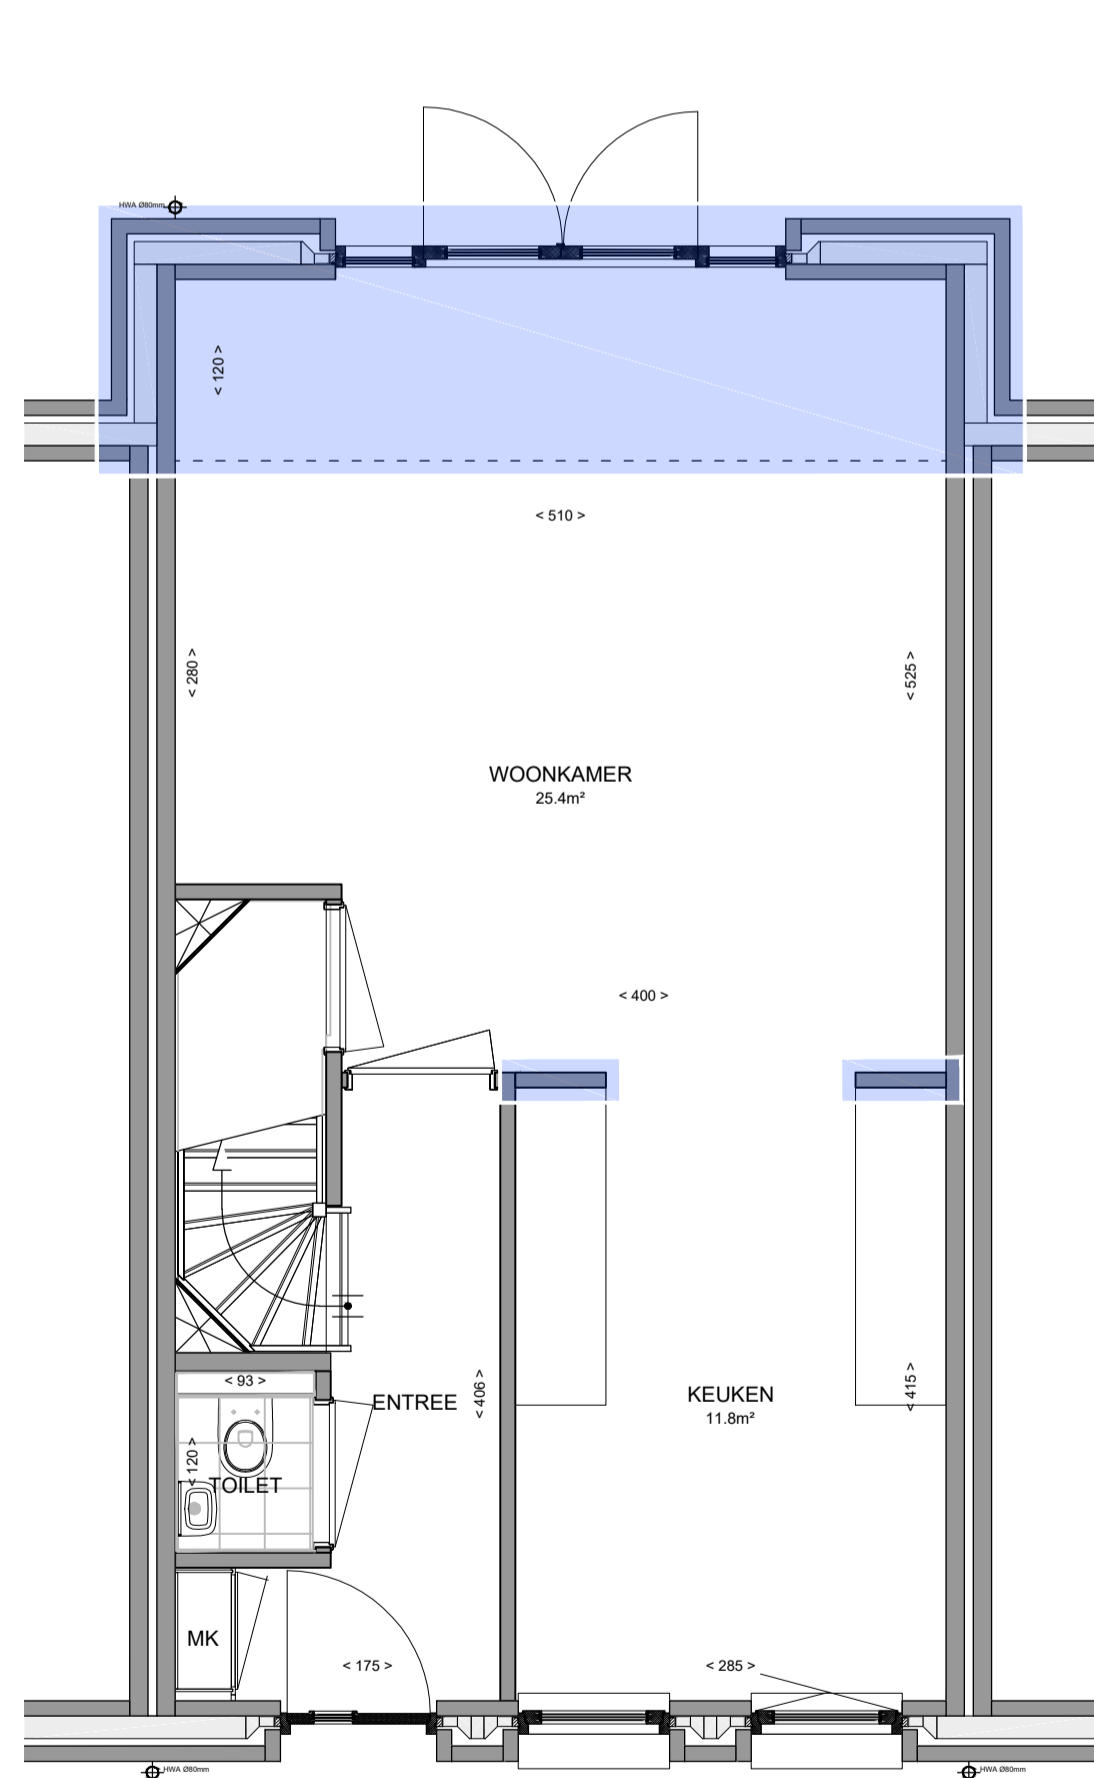 HWA Ø80mm
< 120 >
< 510 >
< 280 >
< 525 >
WOONKAMER
25.4m²
< 400 >
< 93 >
ENTREE
< 406 >
KEUKEN
11.8m²
< 415 >
< 120 >
TOILET
MK
< 175 >
< 285 >
HWA Ø80mm
HWA Ø80mm